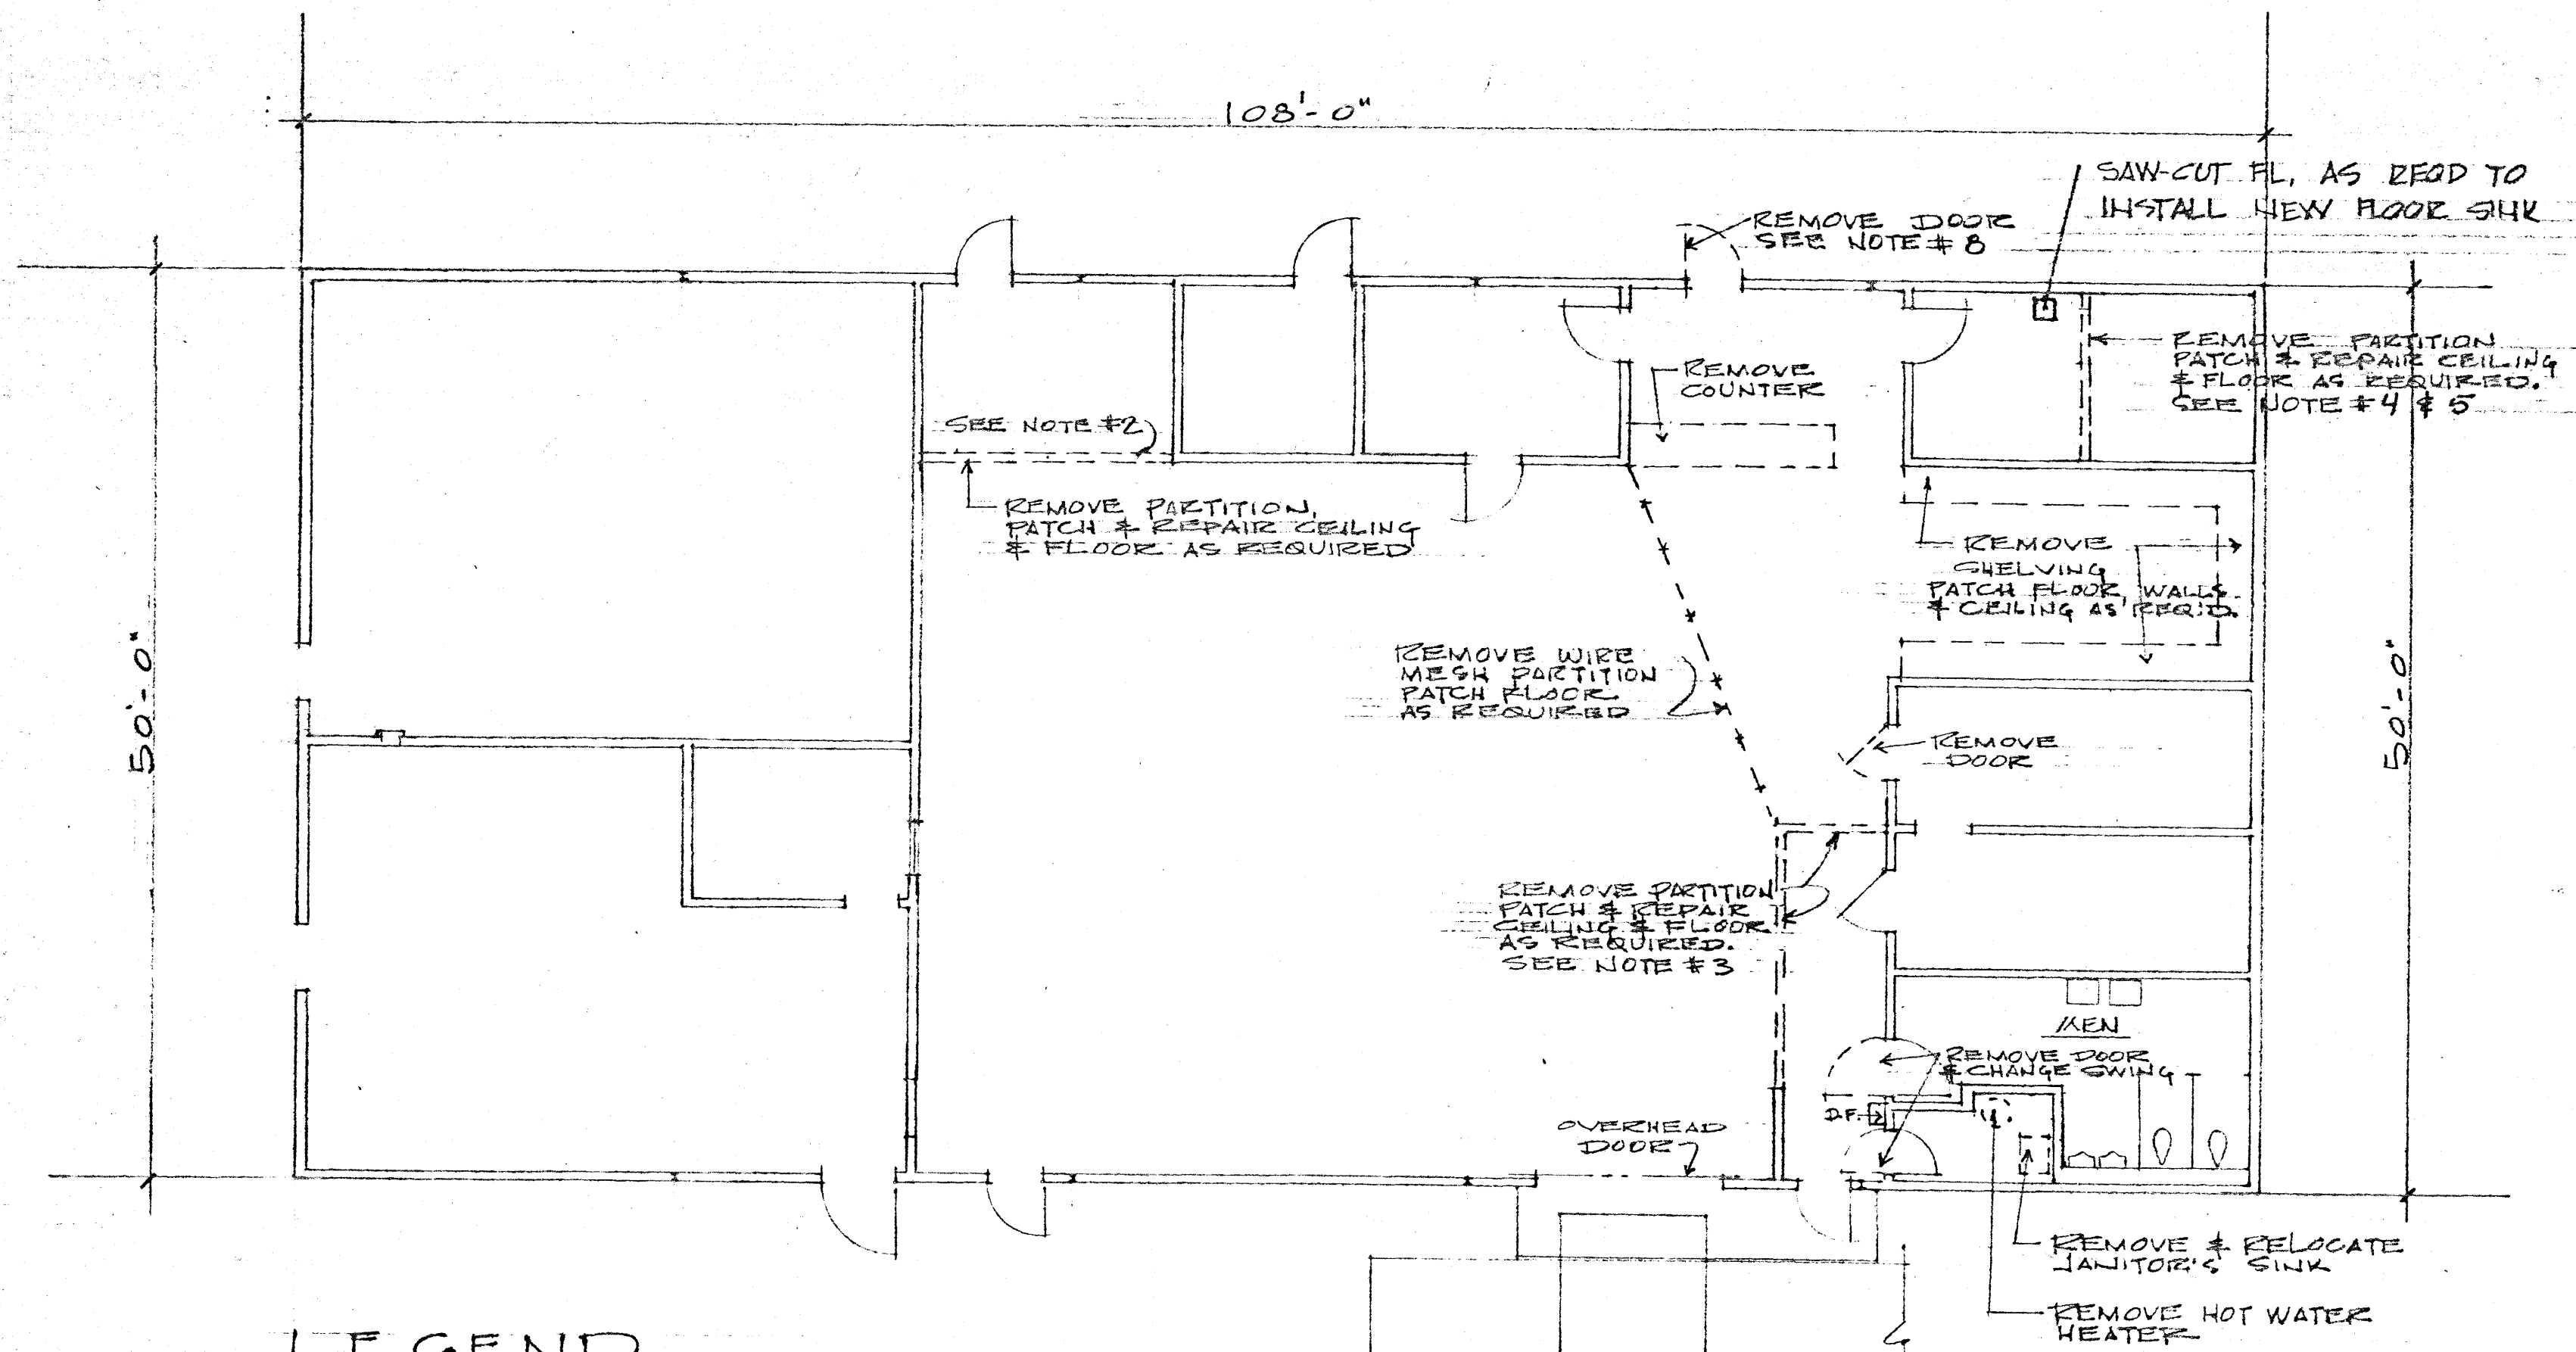 108'-0"
SAW-CUT FL, AS REQD TO
INSTALL NEW FLOOR SINK
REMOVE DOOR
SEE NOTE # 8
REMOVE PARTITION
PATCH & REPAIR CEILING
& FLOOR AS REQUIRED.
SEE NOTE #4 & 5
REMOVE
COUNTER
SEE NOTE #2
REMOVE PARTITION,
PATCH & REPAIR CEILING
& FLOOR AS REQUIRED
REMOVE
SHELVING
PATCH FLOOR, WALLS
& CEILING AS REQ'D.
REMOVE WIRE
MESH PARTITION
PATCH FLOOR
AS REQUIRED
50'-0"
50'-0"
REMOVE
DOOR
REMOVE PARTITION
PATCH & REPAIR
CEILING & FLOOR
AS REQUIRED.
SEE NOTE #3
MEN
REMOVE DOOR
& CHANGE SWING
D.F.
OVERHEAD
DOOR
REMOVE & RELOCATE
JANITOR'S SINK
REMOVE HOT WATER
HEATER
LEGEND